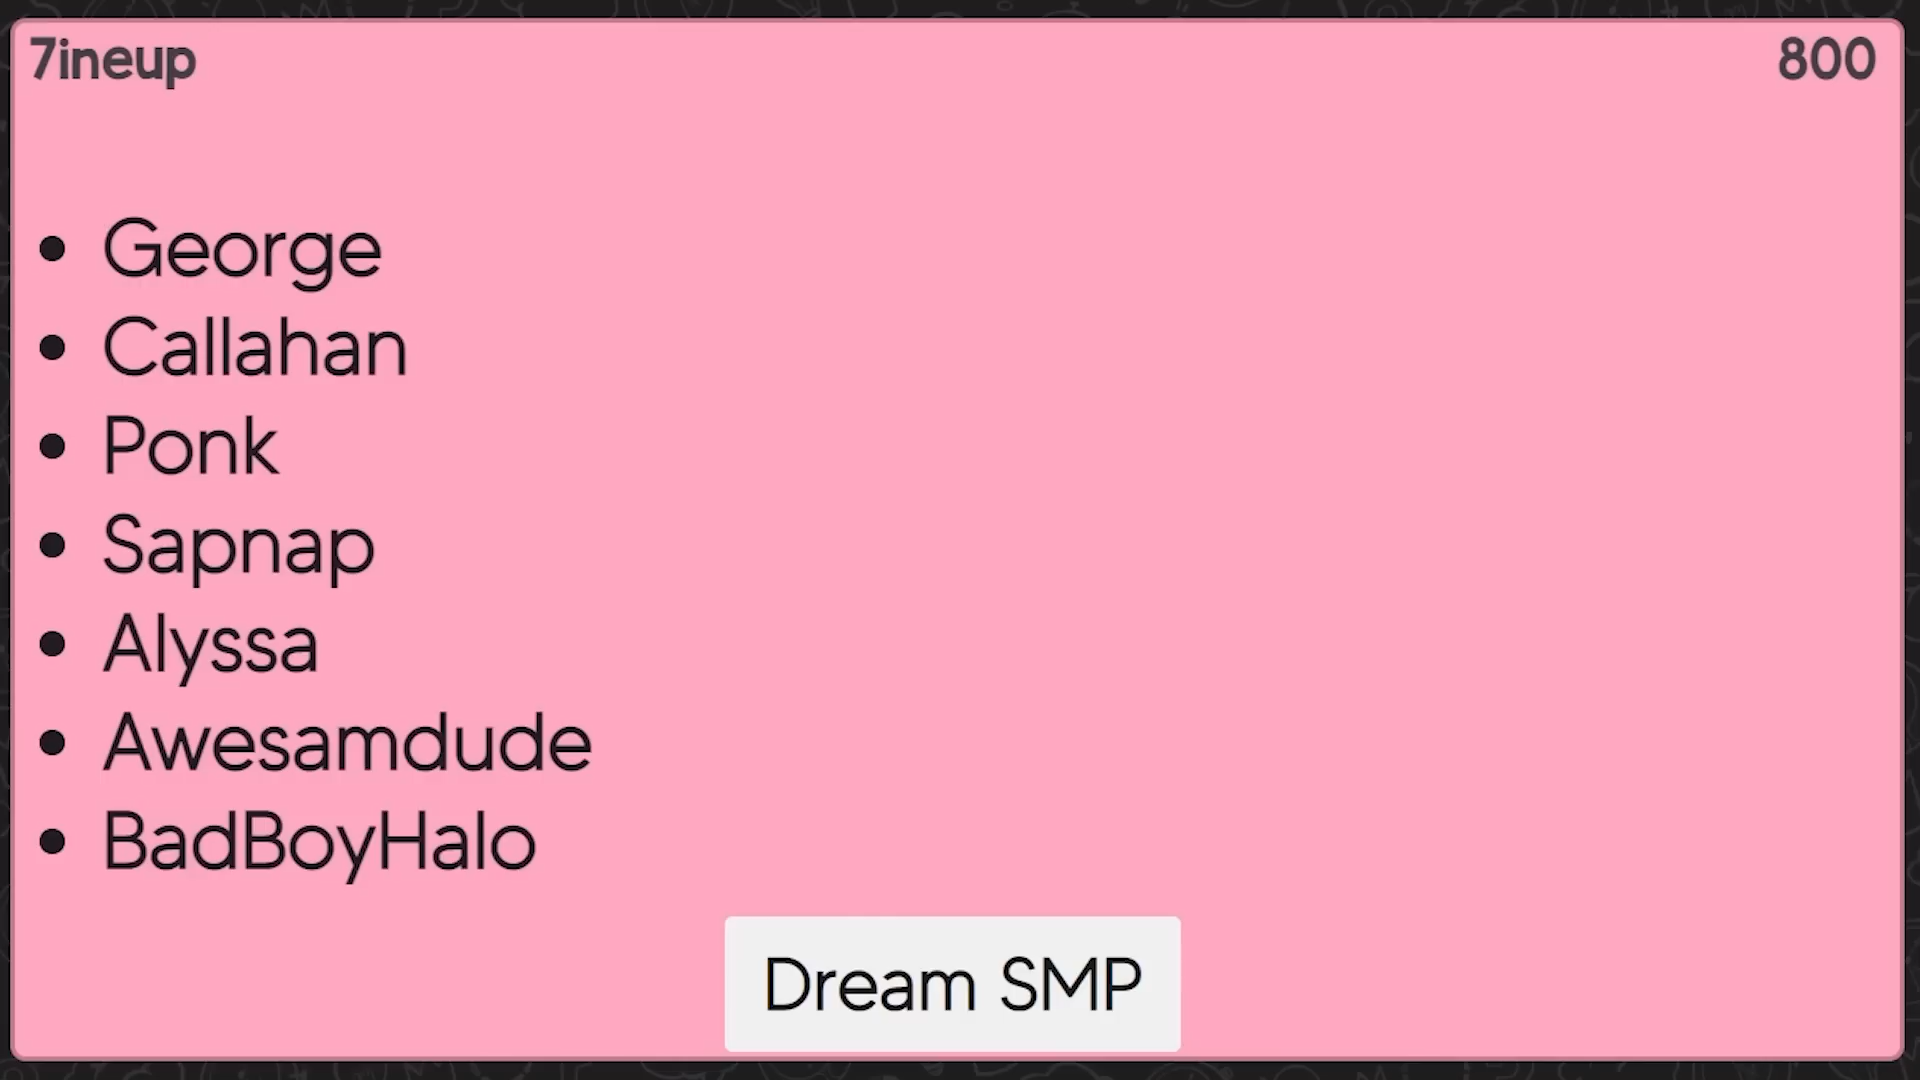 7ineup
800
• George
• Callahan
• Ponk
• Sapnap
• Alyssa
• Awesamdude
• BadBoyHalo
Dream SMP